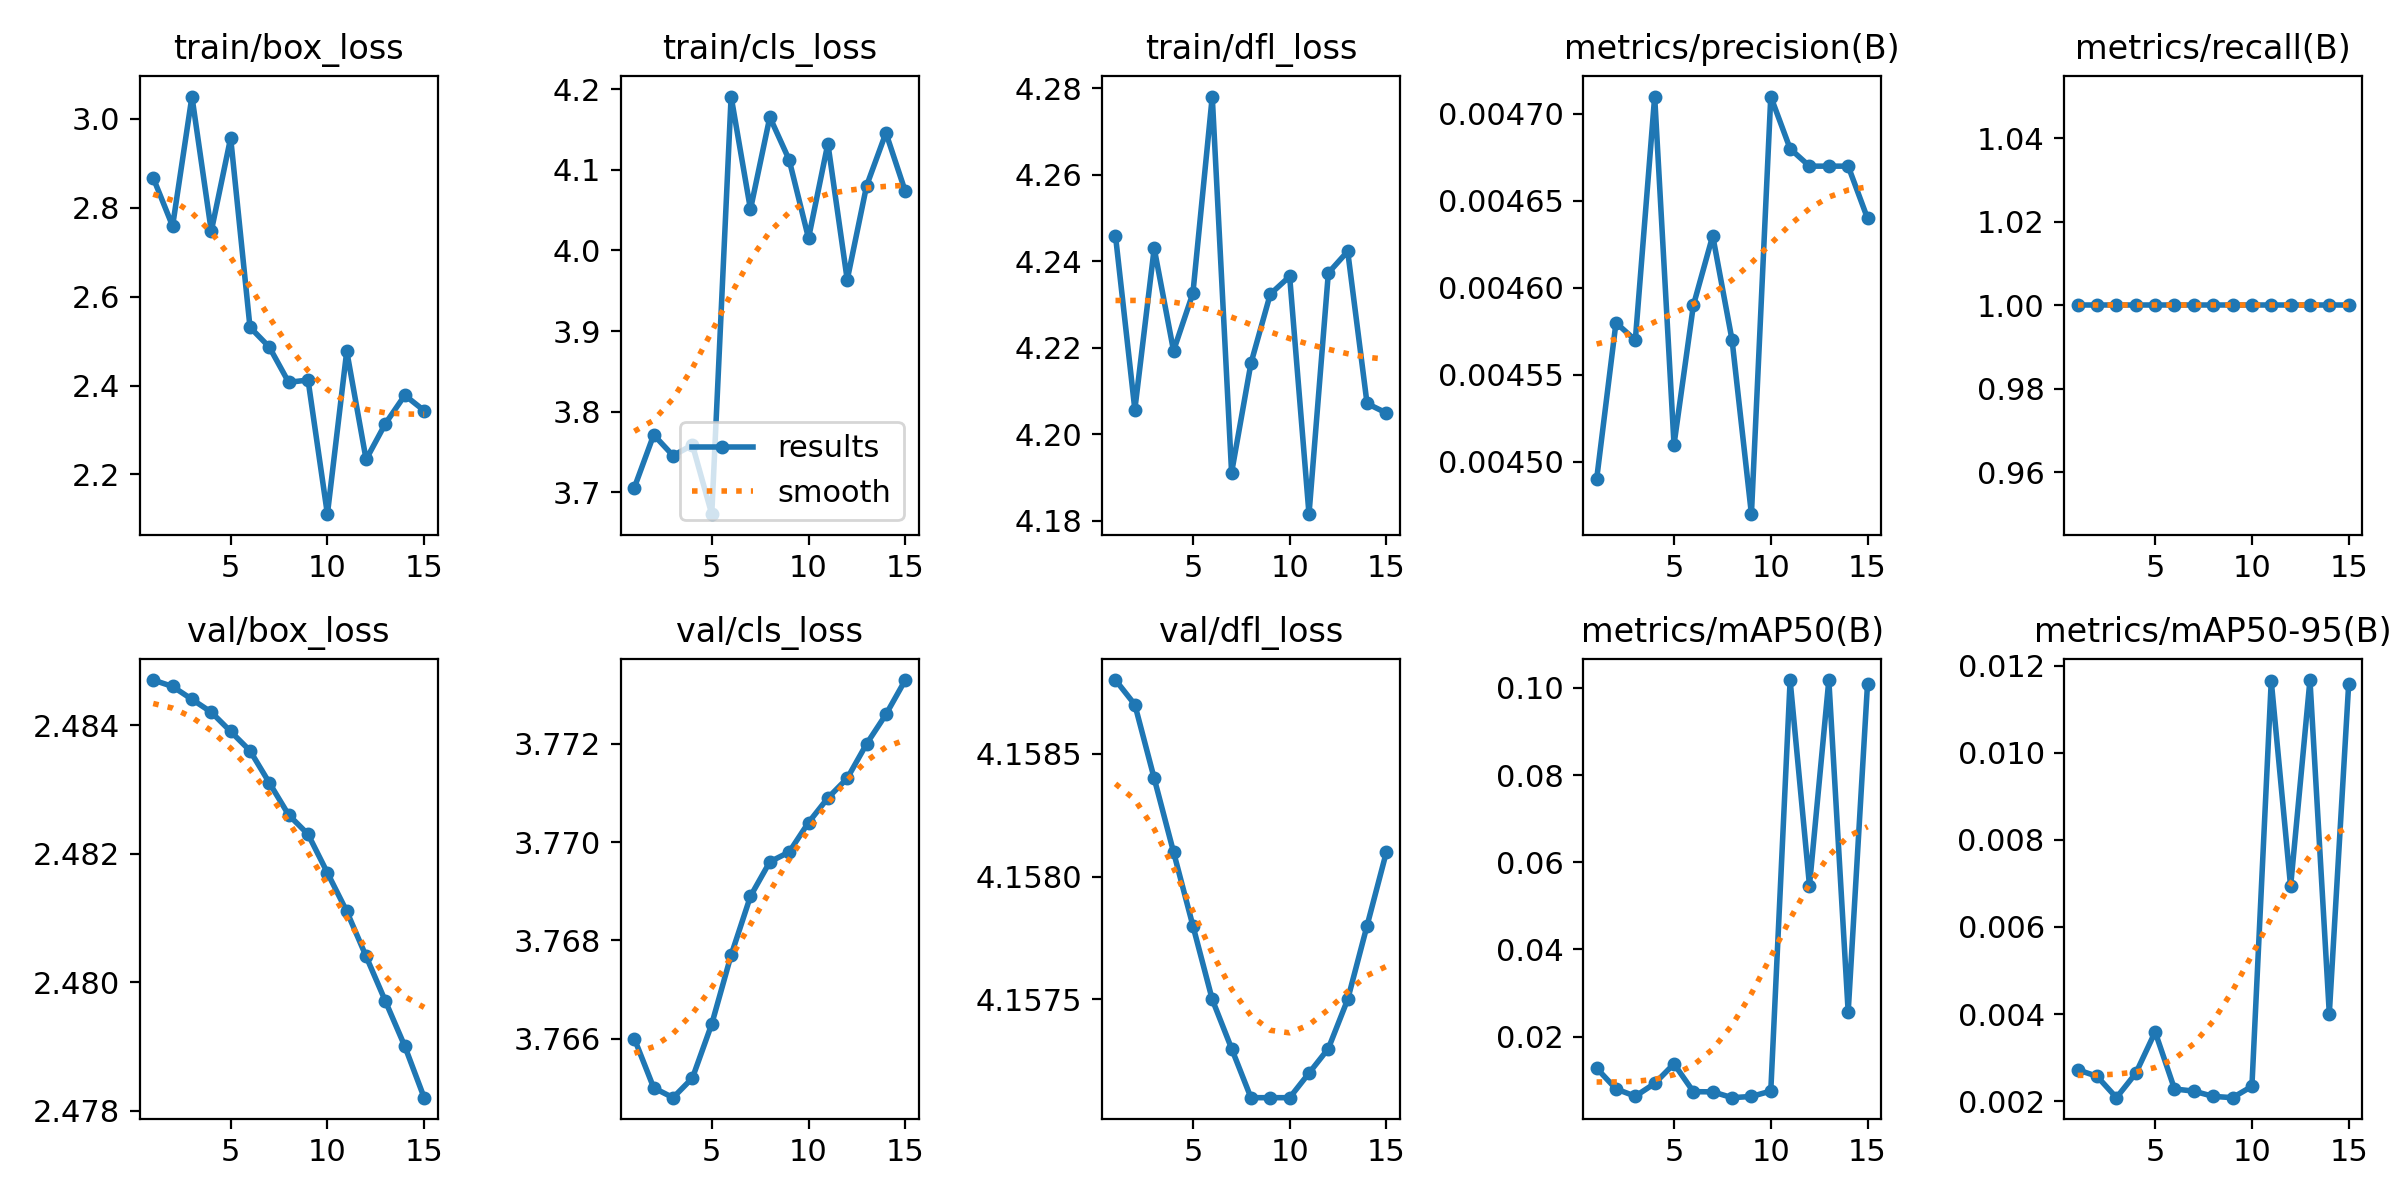 train/box_loss
3.0
2.8
2.6
2.4
2.2
5 10 15
train/cls_loss
4.2
4.1
4.0
3.9
3.8
3.7
results
smooth
5 10 15
train/dfl_loss
4.28
4.26
4.24
4.22
4.20
4.18
5 10 15
metrics/precision(B)
0.00470
0.00465
0.00460
0.00455
0.00450
5 10 15
metrics/recall(B)
1.04
1.02
1.00
0.98
0.96
5 10 15
val/box_loss
2.484
2.482
2.480
2.478
5 10 15
val/cls_loss
3.772
3.770
3.768
3.766
5 10 15
val/dfl_loss
4.1585
4.1580
4.1575
5 10 15
metrics/mAP50(B)
0.10
0.08
0.06
0.04
0.02
5 10 15
metrics/mAP50-95(B)
0.012
0.010
0.008
0.006
0.004
0.002
5 10 15